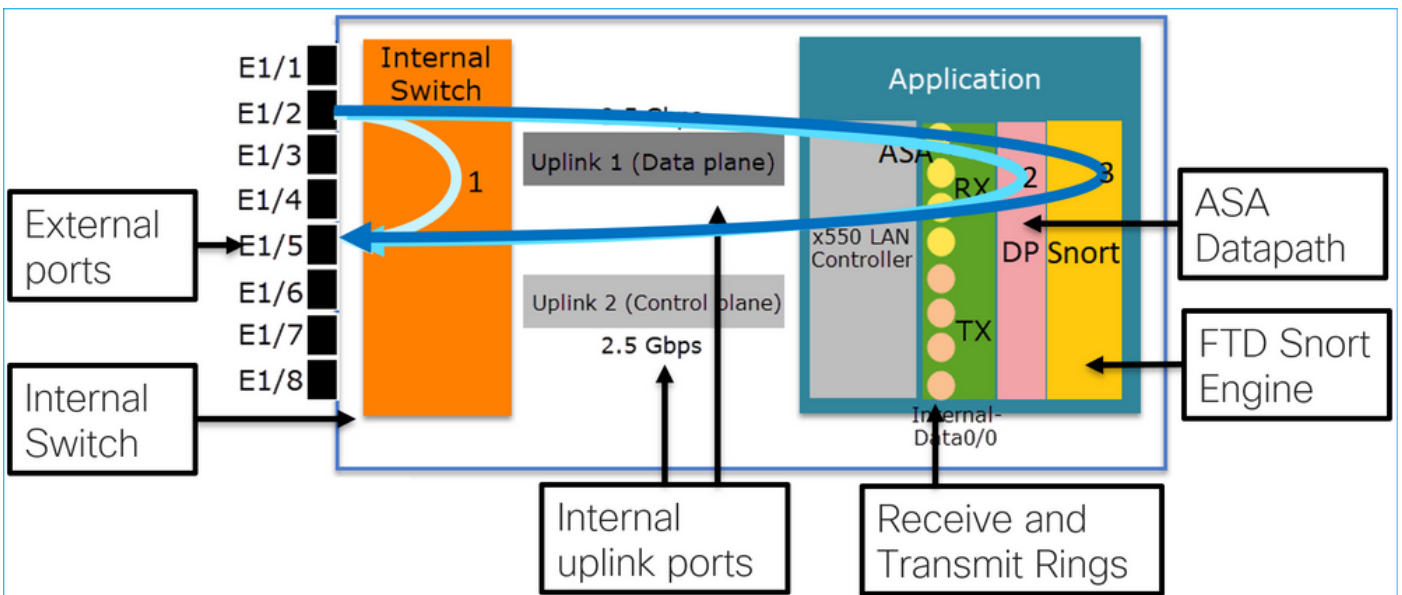 E1/1
E1/2
E1/3
E1/4
E1/5
E1/6
E1/7
E1/8
External
ports
Internal
Switch
Internal
Switch
1
Uplink 1 (Data plane)
Uplink 2 (Control plane)
2.5 Gbps
Internal
uplink ports
Application
ASA
x550 LAN
Controller
RX
TX
2
DP
3
Snort
Internal-
Data0/0
Receive and
Transmit Rings
ASA
Datapath
FTD Snort
Engine